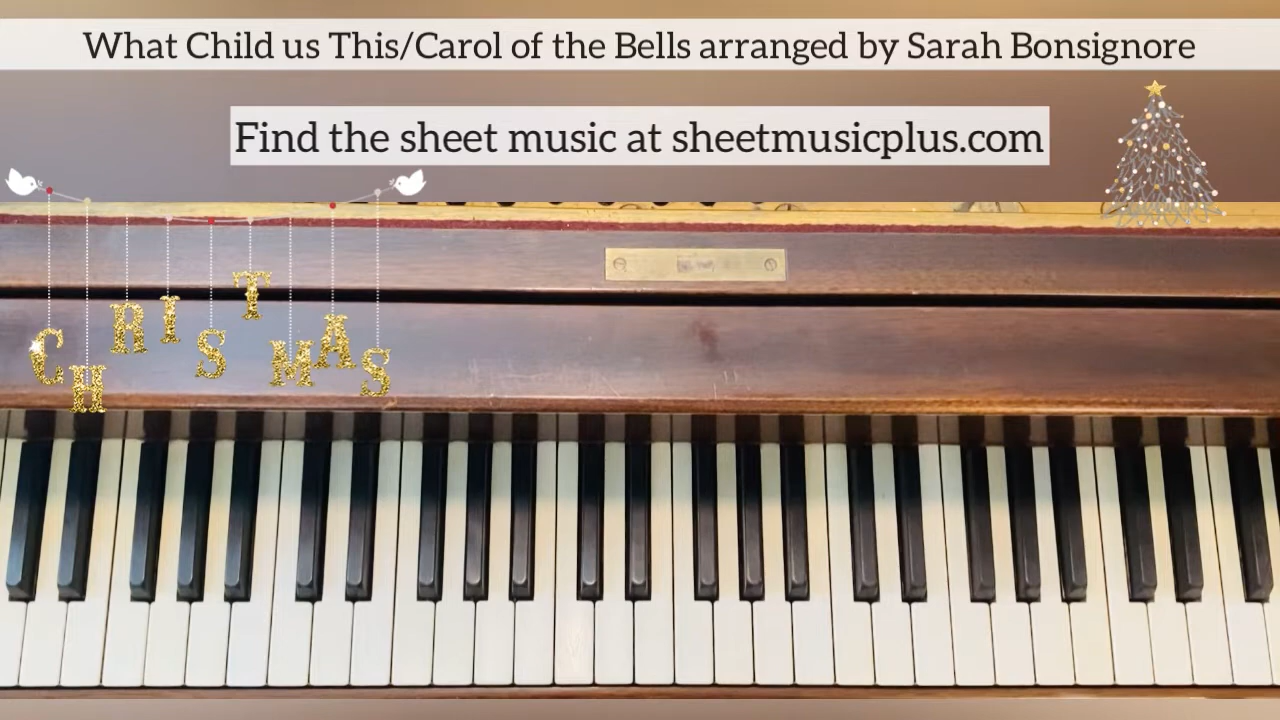 What Child us This/Carol of the Bells arranged by Sarah Bonsignore
Find the sheet music at sheetmusicplus.com
CHRISTMAS